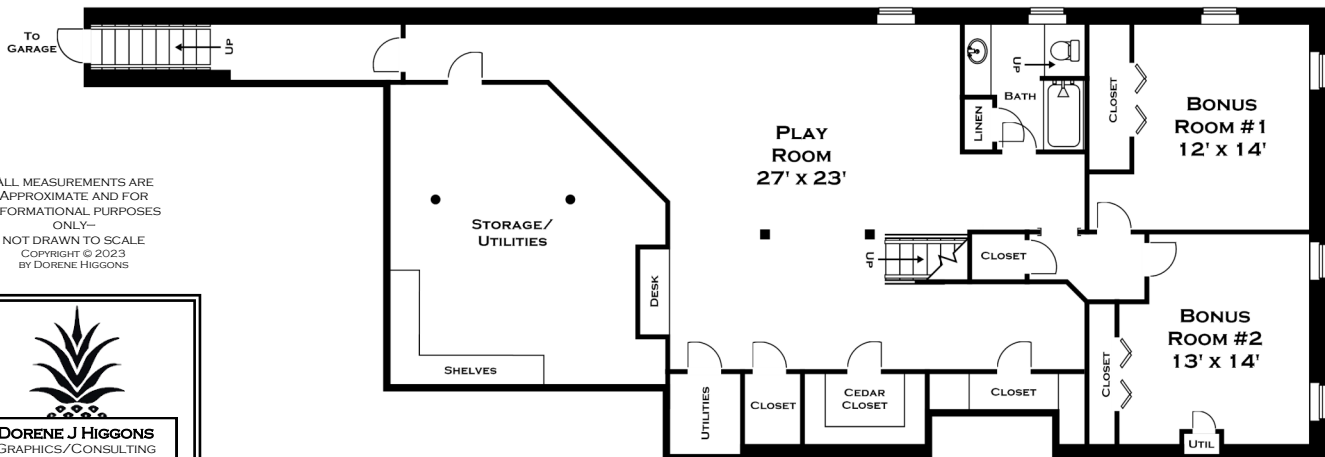 To
Garage
Up
Storage/
Utilities
Shelves
Desk
Play
Room
27' x 23'
Up
Bath
Linen
Closet
Bonus
Room #1
12' x 14'
Up
Closet
Bonus
Room #2
13' x 14'
Closet
Util
Utilities
Closet
Cedar
Closet
Closet
ALL MEASUREMENTS ARE
APPROXIMATE AND FOR
FORMATIONAL PURPOSES
ONLY–
NOT DRAWN TO SCALE
Copyright © 2023
by Dorene Higgons
Dorene J Higgons
Graphics/Consulting